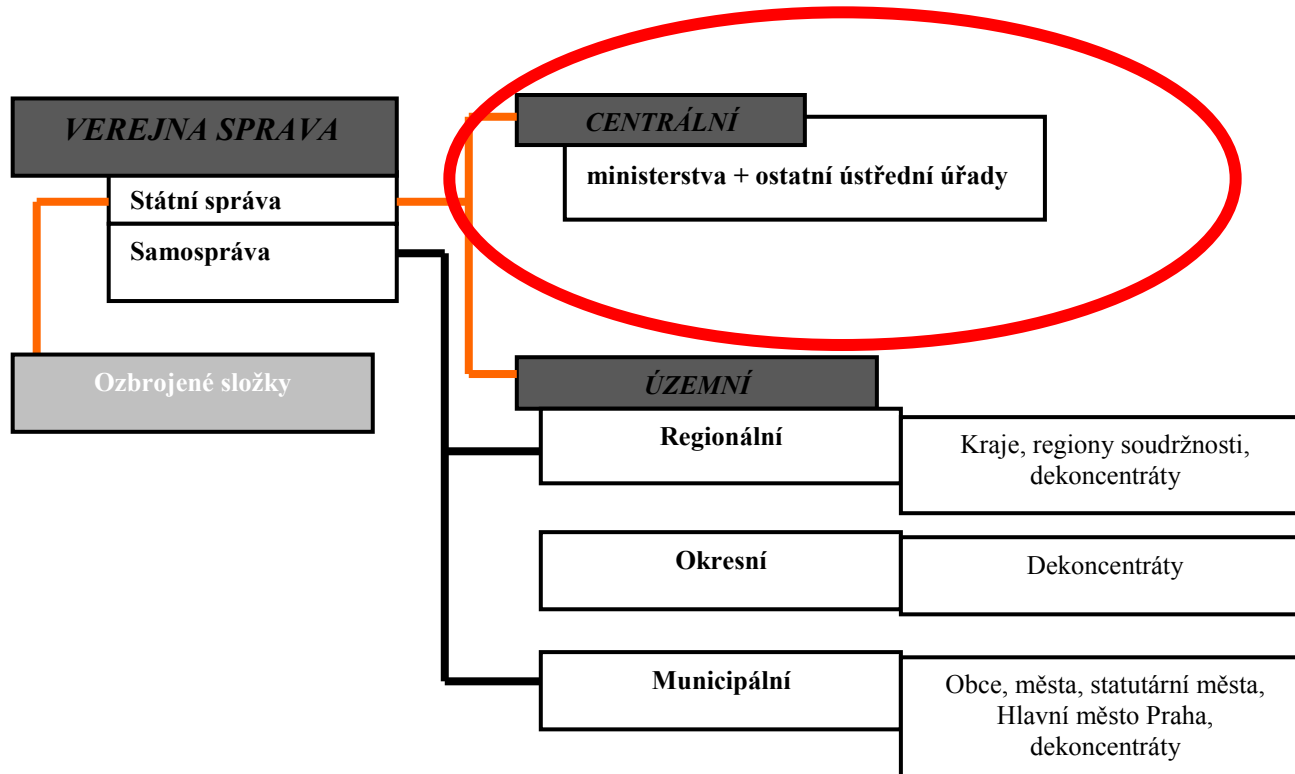 VEREJNA SPRAVA
Státní správa
Samospráva
Ozbrojené složky
CENTRÁLNÍ
ministerstva + ostatní ústřední úřady
ÚZEMNÍ
Regionální
Kraje, regiony soudržnosti,
dekoncentráty
Okresní
Dekoncentráty
Municipální
Obce, města, statutární města,
Hlavní město Praha,
dekoncentráty